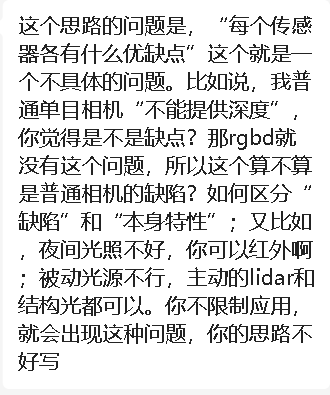 这个思路的问题是，“每个传感
器各有什么优缺点”这个就是一
个不具体的问题。比如说，我普
通单目相机“不能提供深度”，
你觉得是不是缺点？那rgbd就
没有这个问题，所以这个算不算
是普通相机的缺陷？如何区分“
缺陷”和“本身特性”；又比如
，夜间光照不好，你可以红外啊
；被动光源不行，主动的lidar和
结构光都可以。你不限制应用，
就会出现这种问题，你的思路不
好写